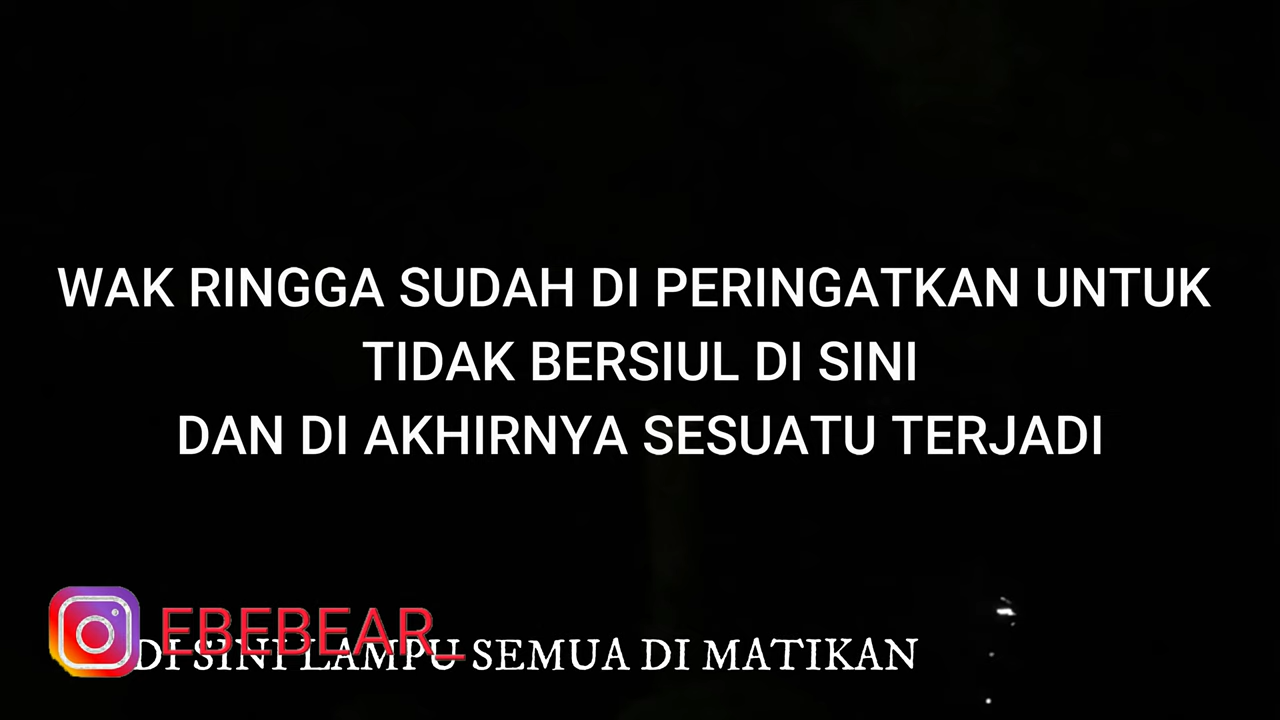 WAK RINGGA SUDAH DI PERINGATKAN UNTUK
TIDAK BERSIUL DI SINI
DAN DI AKHIRNYA SESUATU TERJADI
EBEBEAR_
DI SINI LAMPU SEMUA DI MATIKAN